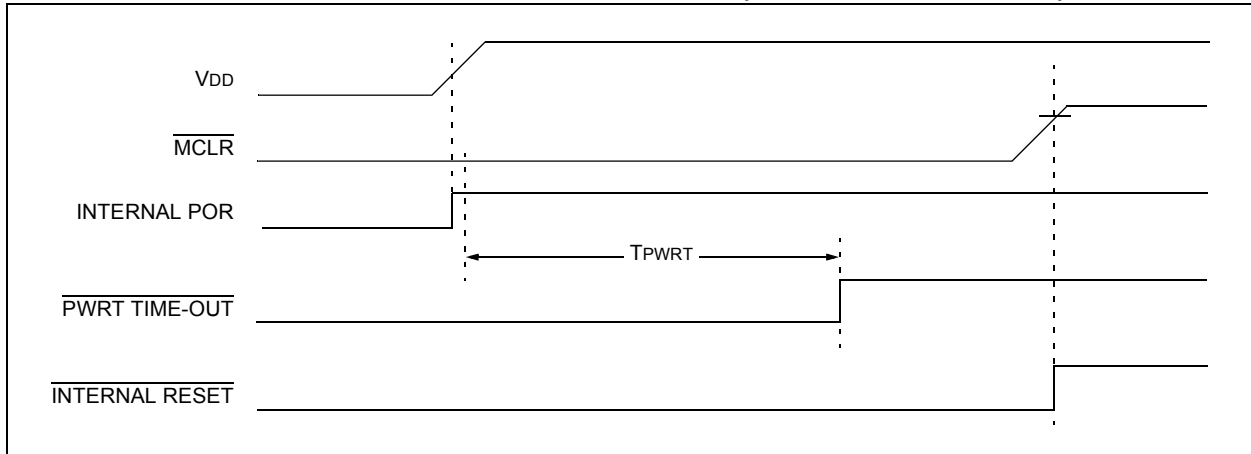 VDD
MCLR
INTERNAL POR
TPWRT
PWRT TIME-OUT
INTERNAL RESET